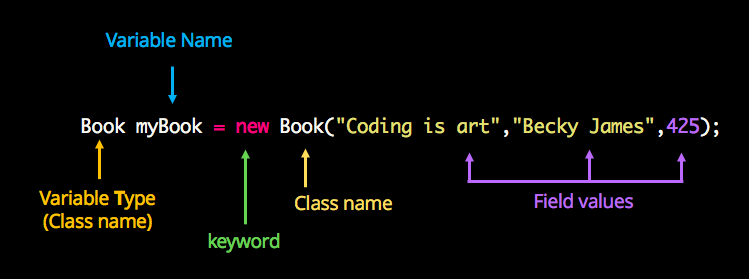 Variable Name
Book myBook = new Book("Coding is art","Becky James",425);
Variable Type
(Class name)
keyword
Class name
Field values